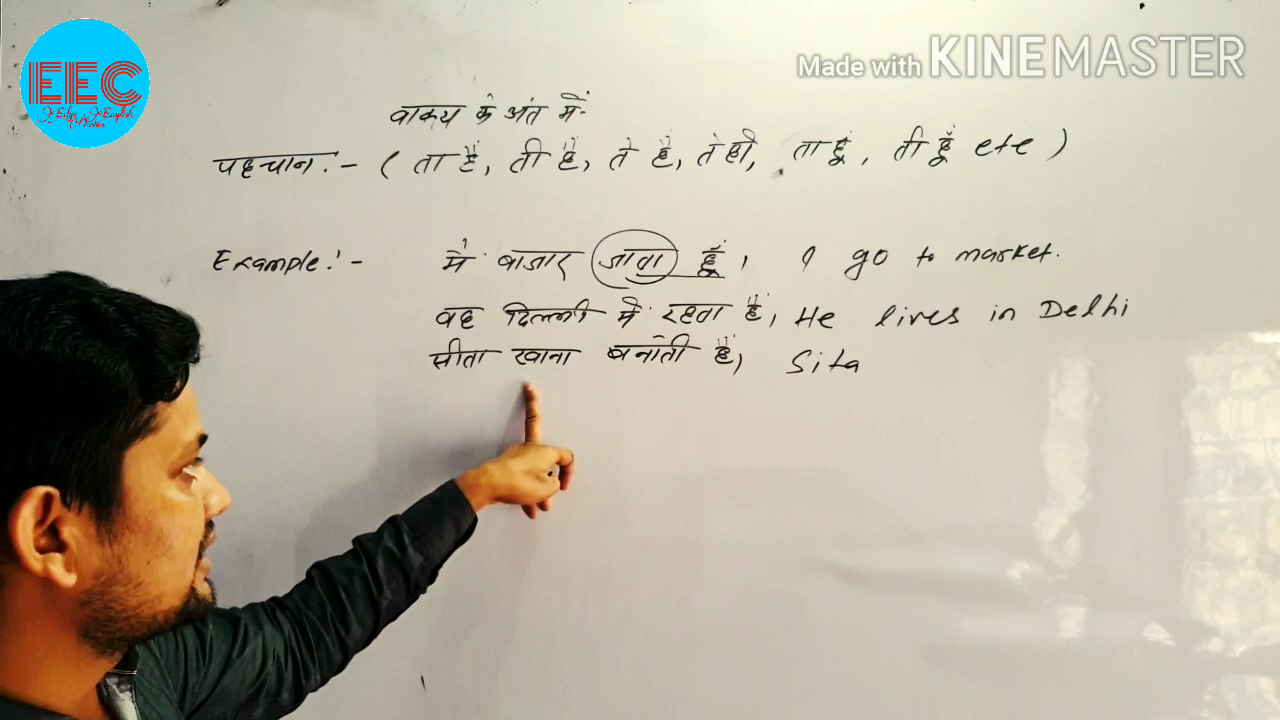 EEC
Made with KINEMASTER
वाक्य के अंत में-
पहचान :- ( ता है, ती है, ते हैं, ते हो, ता हूं, ती हूँ etc )
Example :- में बाजार जाता हूँ, I go to market.
वह दिल्ली में रहता है, He lives in Delhi
सीता खाना बनाती है, Sita